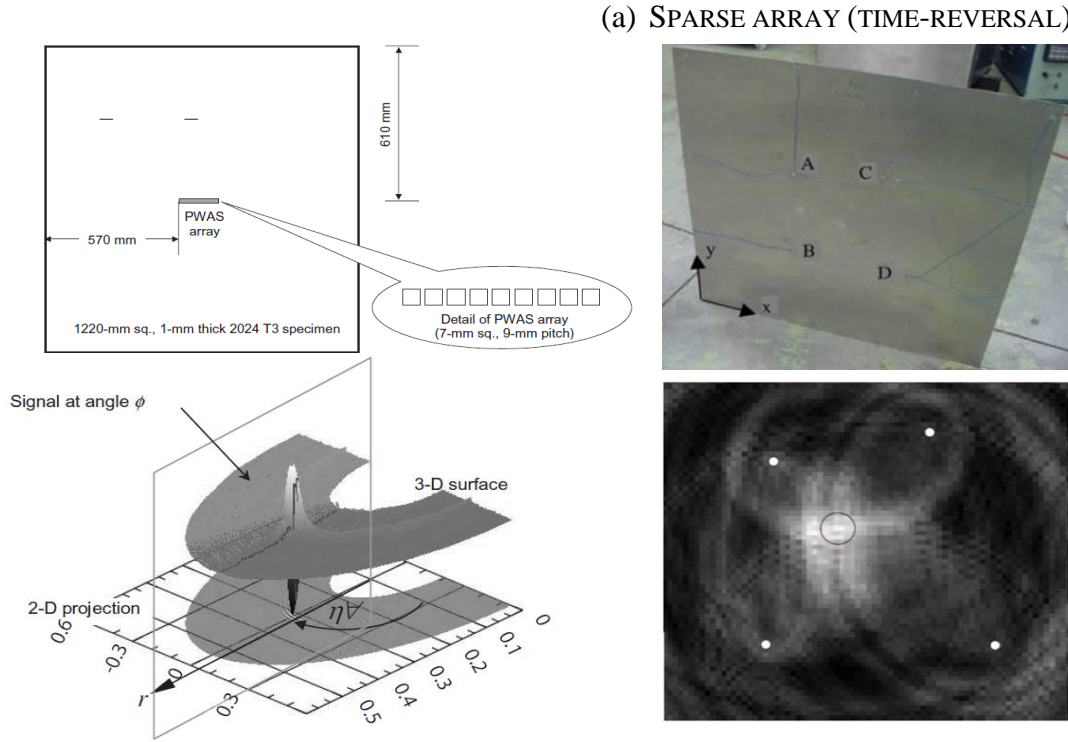 (a) SPARSE ARRAY (TIME-REVERSAL)
610 mm
PWAS
array
570 mm
Detail of PWAS array
(7-mm sq., 9-mm pitch)
1220-mm sq., 1-mm thick 2024 T3 specimen
A
C
B
D
y
x
Signal at angle ϕ
3-D surface
2-D projection
η∀
0.6
-0.3
0
0.3
r
0.5
0.4
0.3
0.2
0.1
0